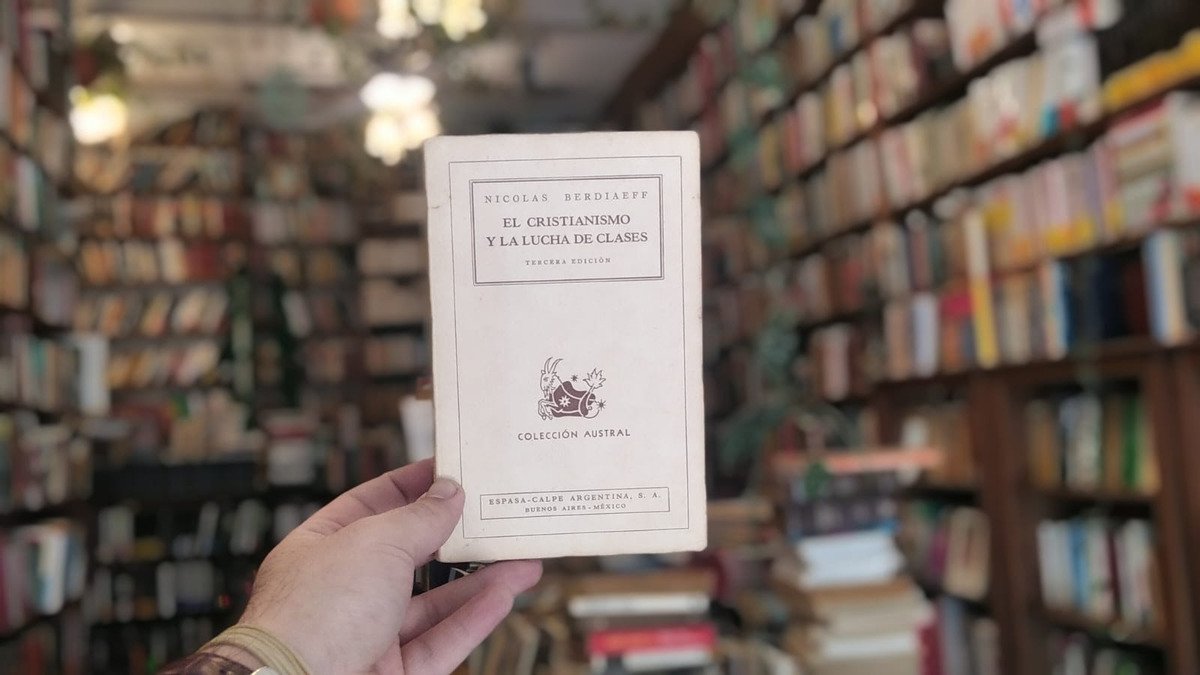 NICOLAS BERDIAEFF
EL CRISTIANISMO
Y LA LUCHA DE CLASES
TERCERA EDICIÓN
COLECCIÓN AUSTRAL
ESPASA-CALPE ARGENTINA, S. A.
BUENOS AIRES - MÉXICO